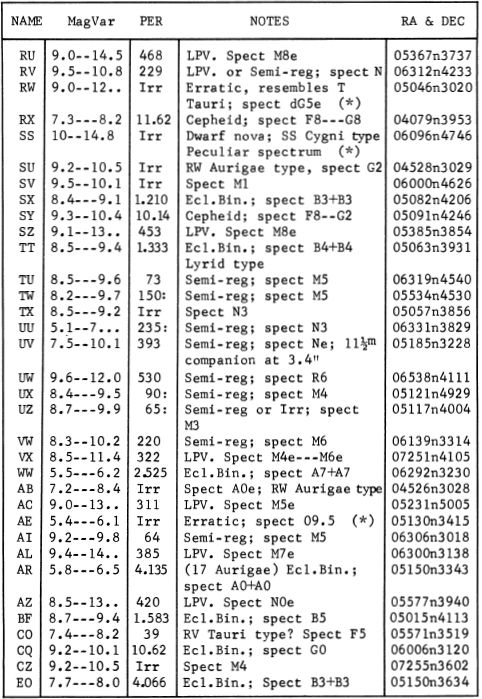 NAME MagVar PER NOTES RA & DEC
RU 9.0--14.5 468 LPV. Spect M8e 05367n3737
RV 9.5--10.8 229 LPV. or Semi-reg; spect N 06312n4233
RW 9.0--12.. Irr Erratic, resembles T 05046n3020
Tauri; spect dG5e (*)
RX 7.3---8.2 11.62 Cepheid; spect F8---G8 04079n3953
SS 10--14.8 Irr Dwarf nova; SS Cygni type 06096n4746
Peculiar spectrum (*)
SU 9.2--10.5 Irr RW Aurigae type, spect G2 04528n3029
SV 9.5--10.1 Irr Spect M1 06000n4626
SX 8.4---9.1 1.210 Ecl.Bin.; spect B3+B3 05082n4206
SY 9.3--10.4 10.14 Cepheid; spect F8--G2 05091n4246
SZ 9.1--13.. 453 LPV. Spect M8e 05385n3854
TT 8.5---9.4 1.333 Ecl.Bin.; spect B4+B4 05063n3931
Lyrid type
TU 8.5---9.6 73 Semi-reg; spect M5 06319n4540
TW 8.2---9.7 150: Semi-reg; spect M5 05534n4530
TX 8.5---9.2 Irr Spect N3 05057n3856
UU 5.1--7... 235: Semi-reg; spect N3 06331n3829
UV 7.5--10.1 393 Semi-reg; spect Ne; 11½m 05185n3228
companion at 3.4"
UW 9.6--12.0 530 Semi-reg; spect R6 06538n4111
UX 8.4---9.5 90: Semi-reg; spect M4 05121n4929
UZ 8.7---9.9 65: Semi-reg or Irr; spect 05117n4004
M3
VW 8.3--10.2 220 Semi-reg; spect M6 06139n3314
VX 8.5--11.4 322 LPV. Spect M4e---M6e 07251n4105
WW 5.5---6.2 2.525 Ecl.Bin.; spect A7+A7 06292n3230
AB 7.2---8.4 Irr Spect A0e; RW Aurigae type 04526n3028
AC 9.0--13.. 311 LPV. Spect M5e 05231n5005
AE 5.4---6.1 Irr Erratic; spect 09.5 (*) 05130n3415
AI 9.2---9.8 64 Semi-reg; spect M5 06306n3018
AL 9.4--14.. 385 LPV. Spect M7e 06300n3138
AR 5.8---6.5 4.135 (17 Aurigae) Ecl.Bin.; 05150n3343
spect A0+A0
AZ 8.5--13.. 420 LPV. Spect N0e 05577n3940
BF 8.7---9.4 1.583 Ecl.Bin.; spect B5 05015n4113
CO 7.4---8.2 39 RV Tauri type? Spect F5 05571n3519
CQ 9.2--10.1 10.62 Ecl.Bin.; spect G0 06006n3120
CZ 9.2--10.5 Irr Spect M4 07255n3602
EO 7.7---8.0 4.066 Ecl.Bin.; Spect B3+B3 05150n3634